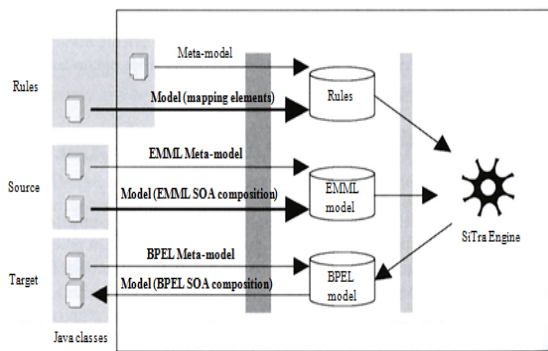 Meta-model
Rules
Model (mapping elements)
Rules
EMML Meta-model
Source
Model (EMML SOA composition)
EMML
model
SiTra Engine
BPEL Meta-model
Target
Model (BPEL SOA composition)
BPEL
model
Java classes